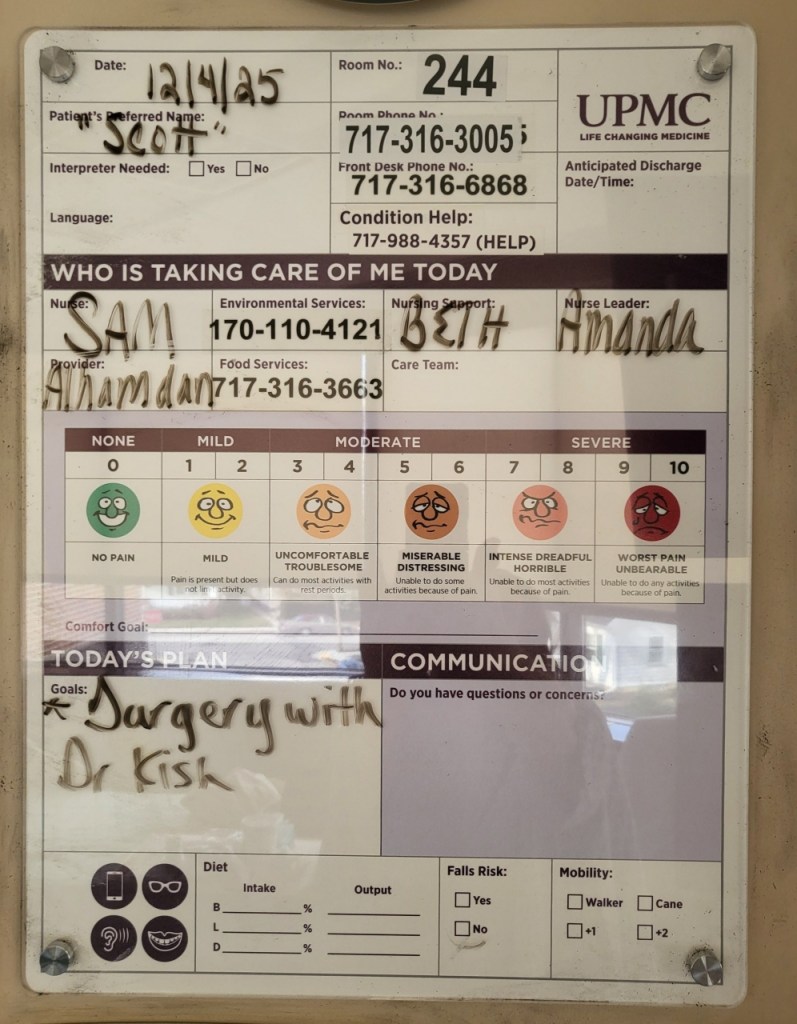 Date: 12/4/25
Room No.: 244
UPMC
LIFE CHANGING MEDICINE
Patient's Preferred Name:
"Scott"
Room Phone No.:
717-316-3005
Interpreter Needed: Yes No
Front Desk Phone No.:
717-316-6868
Anticipated Discharge
Date/Time:
Language:
Condition Help:
717-988-4357 (HELP)
WHO IS TAKING CARE OF ME TODAY
Nurse: SAM
Environmental Services:
170-110-4121
Nursing Support: BETH
Nurse Leader: Amanda
Provider: Alhamdan
Food Services:
717-316-3663
Care Team:
NONE MILD MODERATE SEVERE
0 1 2 3 4 5 6 7 8 9 10
NO PAIN
MILD
Pain is present but does
not limit activity.
UNCOMFORTABLE
TROUBLESOME
Can do most activities with
rest periods.
MISERABLE
DISTRESSING
Unable to do some
activities because of pain.
INTENSE DREADFUL
HORRIBLE
Unable to do most activities
because of pain.
WORST PAIN
UNBEARABLE
Unable to do any activities
because of pain.
Comfort Goal:
TODAY'S PLAN
Goals:
* Surgery with
Dr Kish
COMMUNICATION
Do you have questions or concerns?
Diet
Intake Output
B %
L %
D %
Falls Risk:
Yes
No
Mobility:
Walker Cane
+1 +2